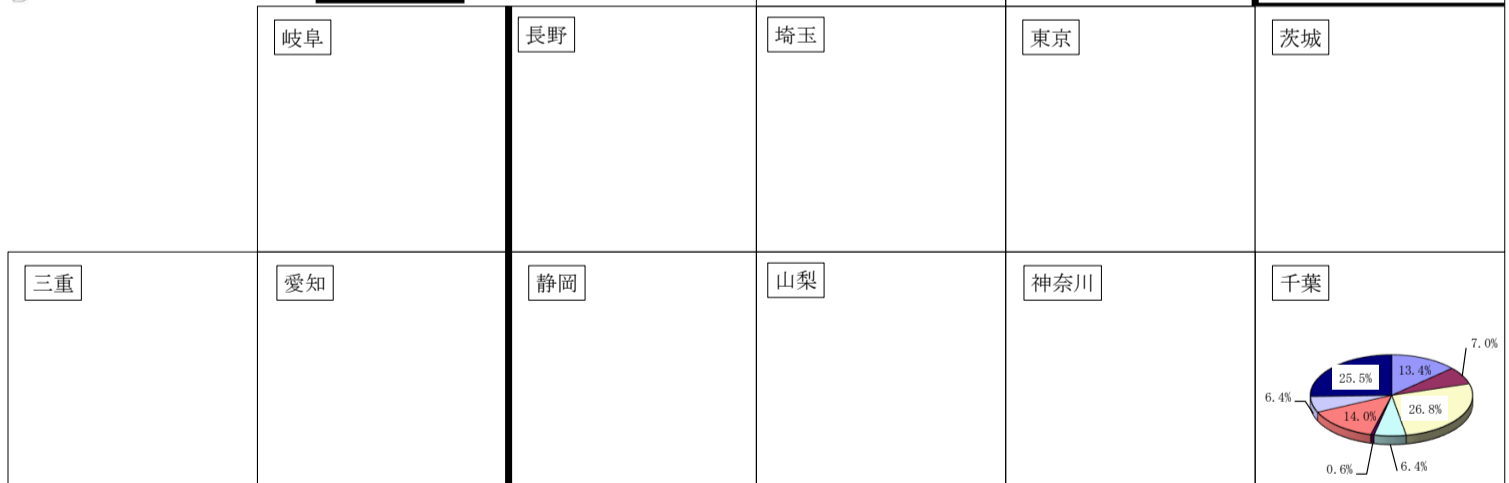 岐阜
長野
埼玉
東京
茨城
三重
愛知
静岡
山梨
神奈川
千葉
7.0%
13.4%
25.5%
6.4%
26.8%
14.0%
0.6%
6.4%